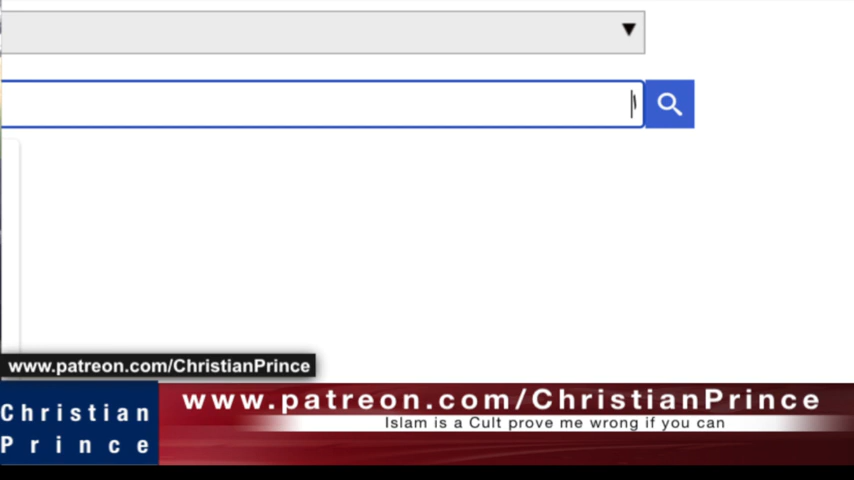 www.patreon.com/ChristianPrince
Christian
Prince
www.patreon.com/ChristianPrince
Islam is a Cult prove me wrong if you can